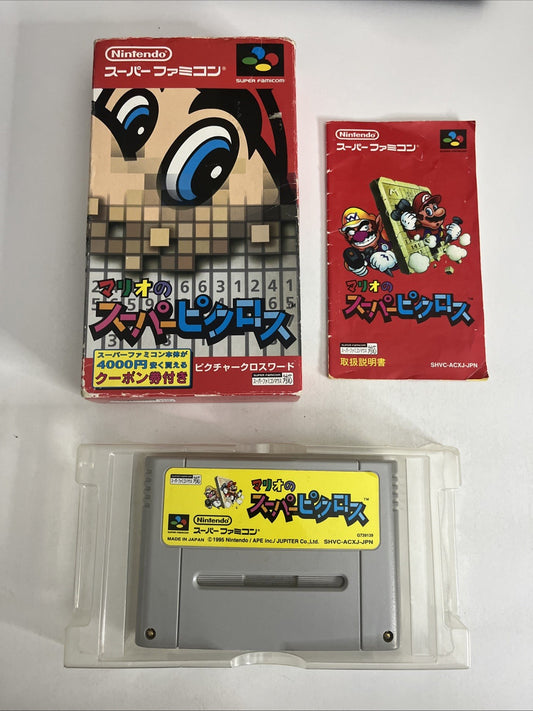 Nintendo
スーパーファミコン
SUPER FAMICOM
マリオの
スーパーピクロス
スーパーファミコン本体が
4000円安く買える
クーポン券付き
ピクチャークロスワード
Nintendo
スーパーファミコン
マリオの
スーパーピクロス™
取扱説明書
SHVC-ACXJ-JPN
マリオの
スーパーピクロス™
Nintendo
スーパーファミコン
G739139
MADE IN JAPAN ©1995 Nintendo / APE inc./ JUPITER Co.,Ltd. SHVC-ACXJ-JPN